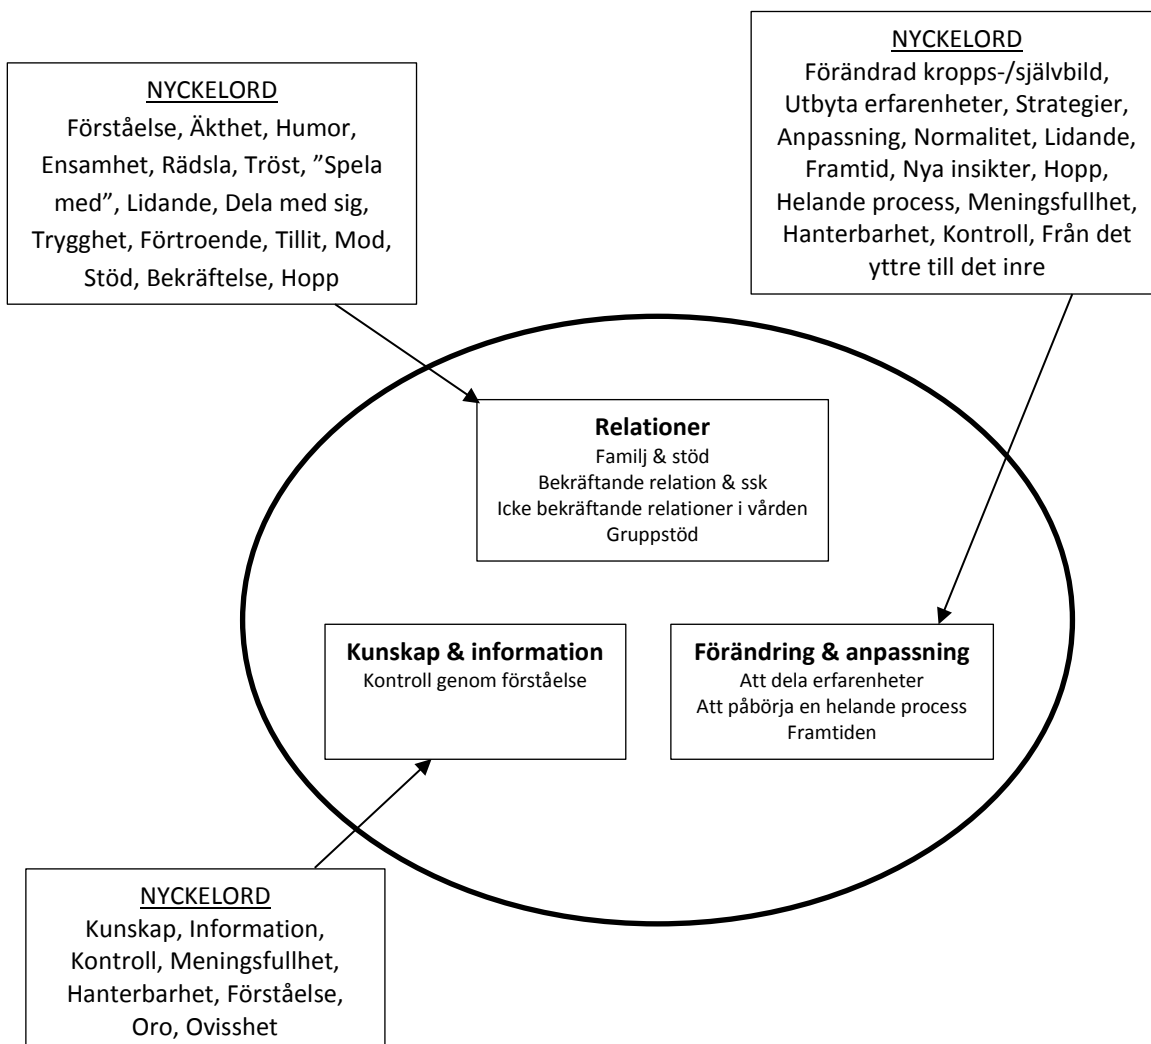 NYCKELORD
Förståelse, Äkthet, Humor,
Ensamhet, Rädsla, Tröst, ”Spela
med”, Lidande, Dela med sig,
Trygghet, Förtroende, Tillit, Mod,
Stöd, Bekräftelse, Hopp
NYCKELORD
Förändrad kropps-/självbild,
Utbyta erfarenheter, Strategier,
Anpassning, Normalitet, Lidande,
Framtid, Nya insikter, Hopp,
Helande process, Meningsfullhet,
Hanterbarhet, Kontroll, Från det
yttre till det inre
Relationer
Familj & stöd
Bekräftande relation & ssk
Icke bekräftande relationer i vården
Gruppstöd
Kunskap & information
Kontroll genom förståelse
Förändring & anpassning
Att dela erfarenheter
Att påbörja en helande process
Framtiden
NYCKELORD
Kunskap, Information,
Kontroll, Meningsfullhet,
Hanterbarhet, Förståelse,
Oro, Ovisshet